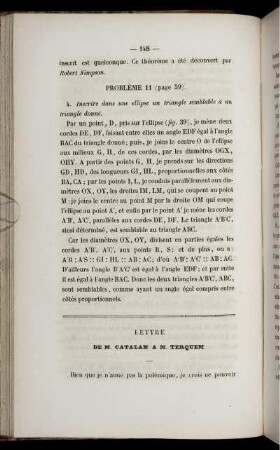 — 148 —
inscrit est quelconque. Ce théorème a été découvert par
Robert Simpson.
PROBLÈME 11 (page 59)
4. Inscrire dans une ellipse un triangle semblable à un
triangle donné.
Par un point, D, pris sur l'ellipse (fig. 39), je mène deux
cordes DE, DF, faisant entre elles un angle EDF égal à l'angle
BAC du triangle donné; puis, je joins le centre O de l'ellipse
aux milieux G, H, de ces cordes, par les diamètres OGX,
OHY. A partir des points G, H, je prends sur les directions
GD, HD, des longueurs GI, HL, proportionnelles aux côtés
BA, CA; par les points I, L, je conduis parallèlement aux dia-
mètres OX, OY, les droites IM, LM, qui se coupent au point
M; je joins le centre au point M par la droite OM qui coupe
l'ellipse au point A', et enfin par le point A' je mène les cordes
A'B', A'C', parallèles aux cordes DE, DF. Le triangle A'B'C',
ainsi déterminé, est semblable au triangle ABC.
Car les diamètres OX, OY, divisent en parties égales les
cordes A'B', A'C', aux points R, S; et de plus, on a:
A'R : A'S :: GI : HL :: AB : AC; d'où A'B' : A'C' :: AB : AC
D'ailleurs l'angle B'A'C' est égal à l'angle EDF; et par suite
il est égal à l'angle BAC. Donc les deux triangles A'B'C', ABC,
sont semblables, comme ayant un angle égal compris entre
côtés proportionnels.
LETTRE
DE M. CATALAN A M. TERQUEM.
Bien que je n'aime pas la polémique, je crois ne pouvoir